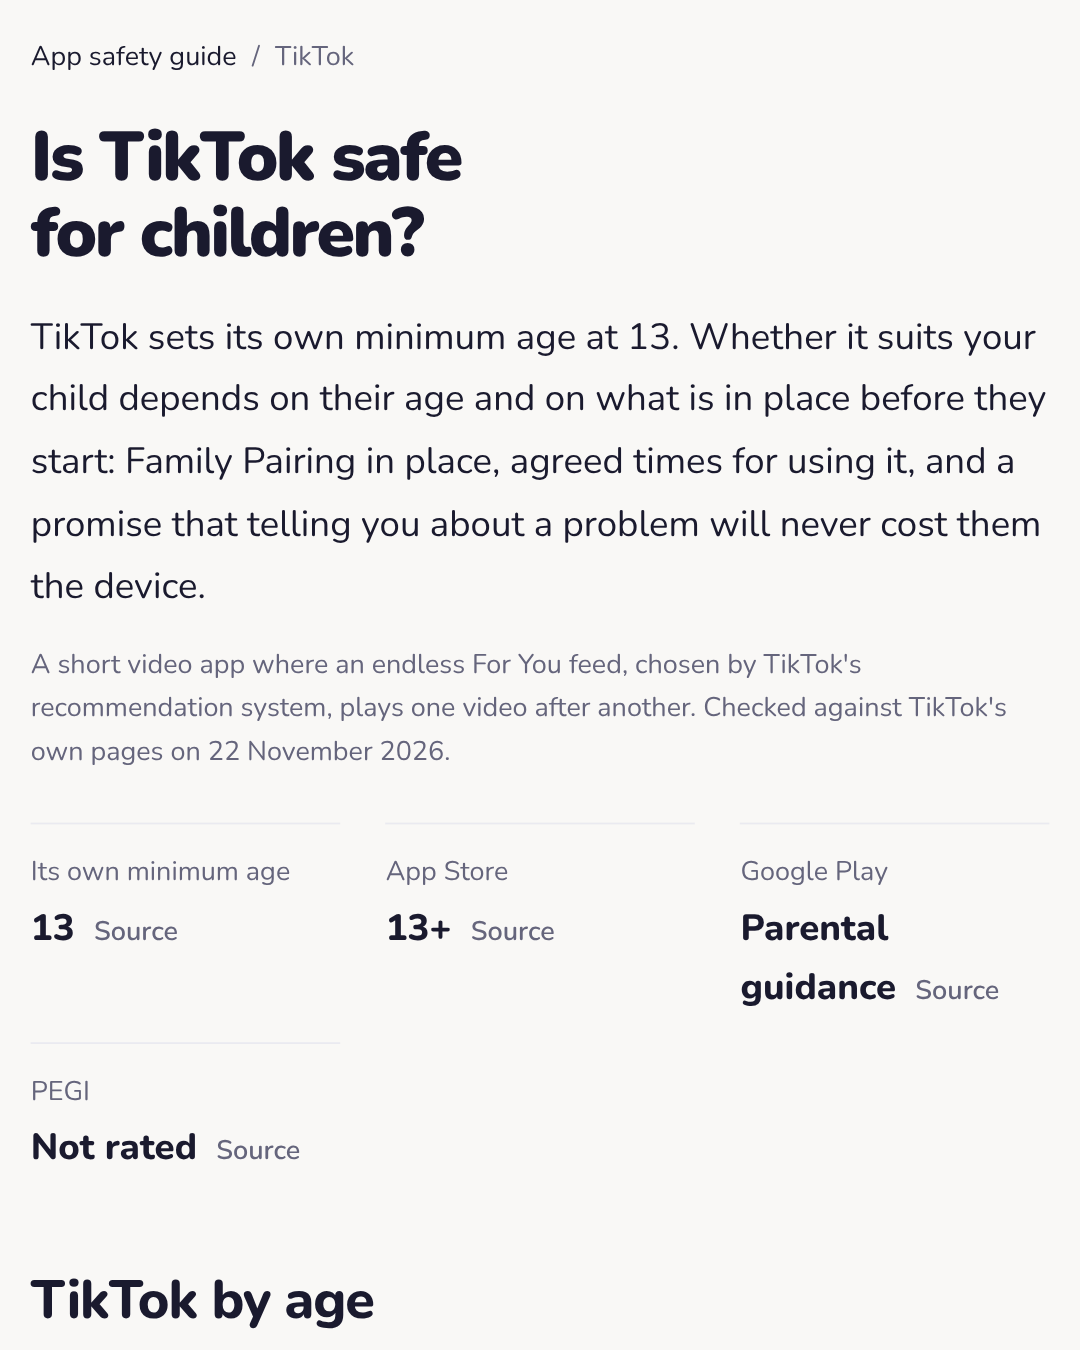 App safety guide / TikTok
Is TikTok safe
for children?
TikTok sets its own minimum age at 13. Whether it suits your
child depends on their age and on what is in place before they
start: Family Pairing in place, agreed times for using it, and a
promise that telling you about a problem will never cost them
the device.
A short video app where an endless For You feed, chosen by TikTok's
recommendation system, plays one video after another. Checked against TikTok's
own pages on 22 November 2026.
Its own minimum age
13 Source
App Store
13+ Source
Google Play
Parental
guidance Source
PEGI
Not rated Source
TikTok by age